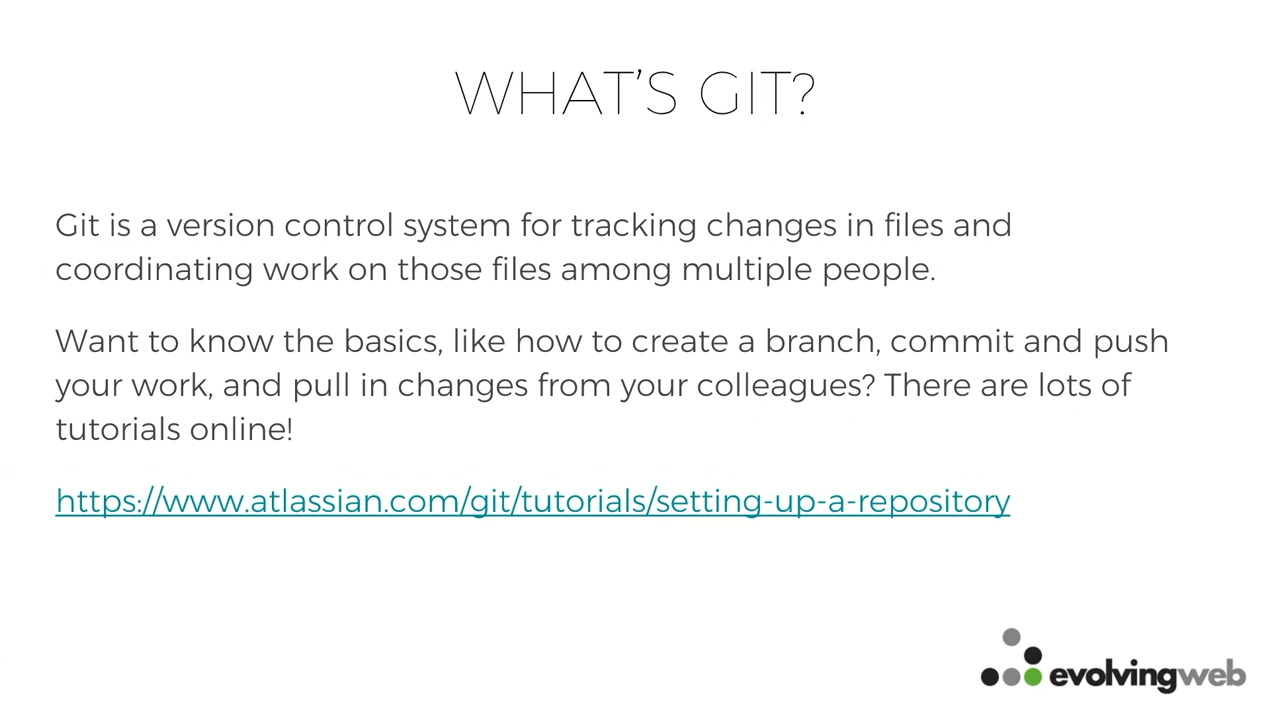 WHAT'S GIT?
Git is a version control system for tracking changes in files and
coordinating work on those files among multiple people.
Want to know the basics, like how to create a branch, commit and push
your work, and pull in changes from your colleagues? There are lots of
tutorials online!
https://www.atlassian.com/git/tutorials/setting-up-a-repository
evolvingweb